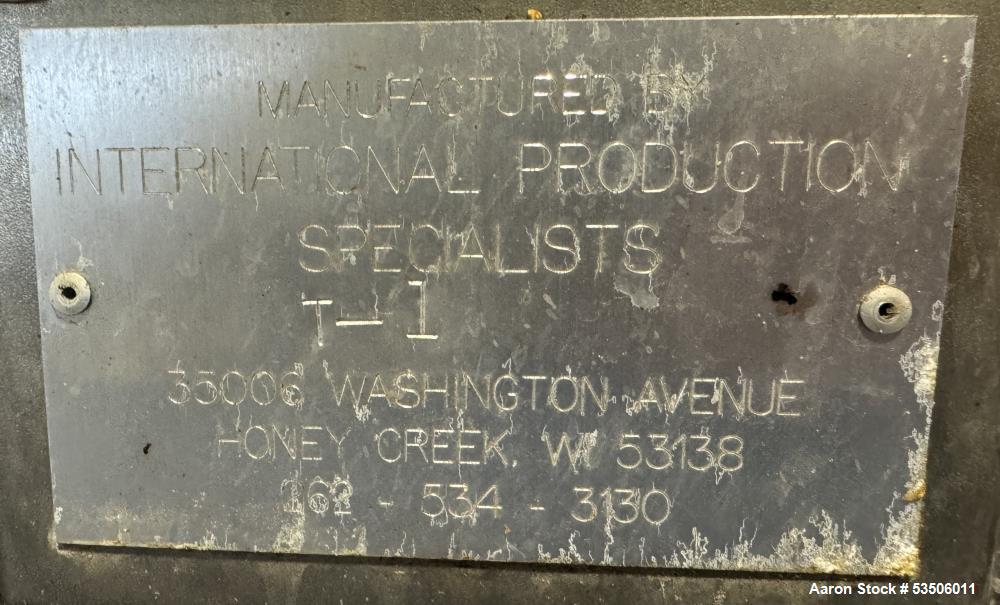 MANUFACTURED BY
INTERNATIONAL PRODUCTION
SPECIALISTS
T-1
35006 WASHINGTON AVENUE
HONEY CREEK, WI 53138
262 - 534 - 3130
Aaron Stock # 53506011